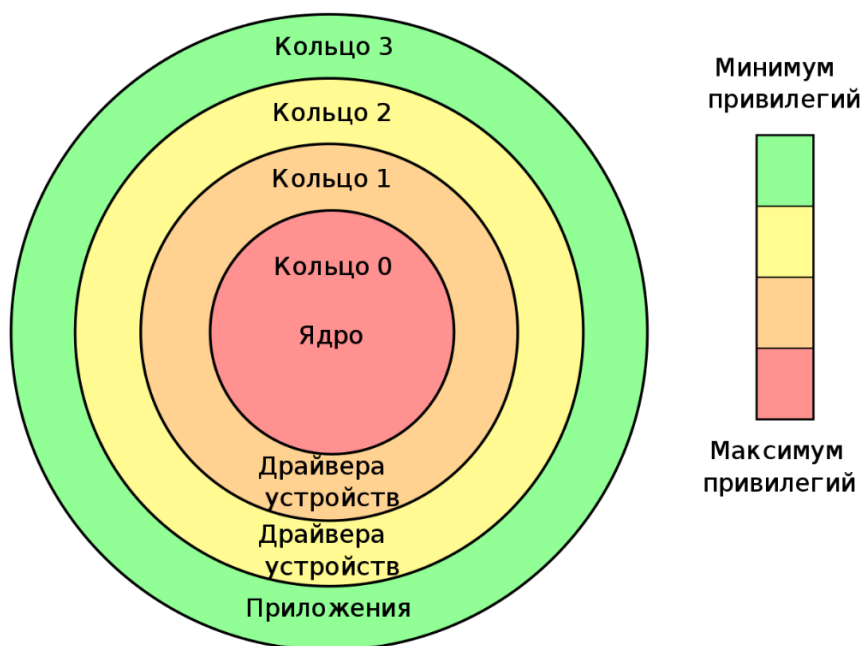 Кольцо 3
Кольцо 2
Кольцо 1
Кольцо 0
Ядро
Драйвера
устройств
Драйвера
устройств
Приложения
Минимум
привилегий
Максимум
привилегий